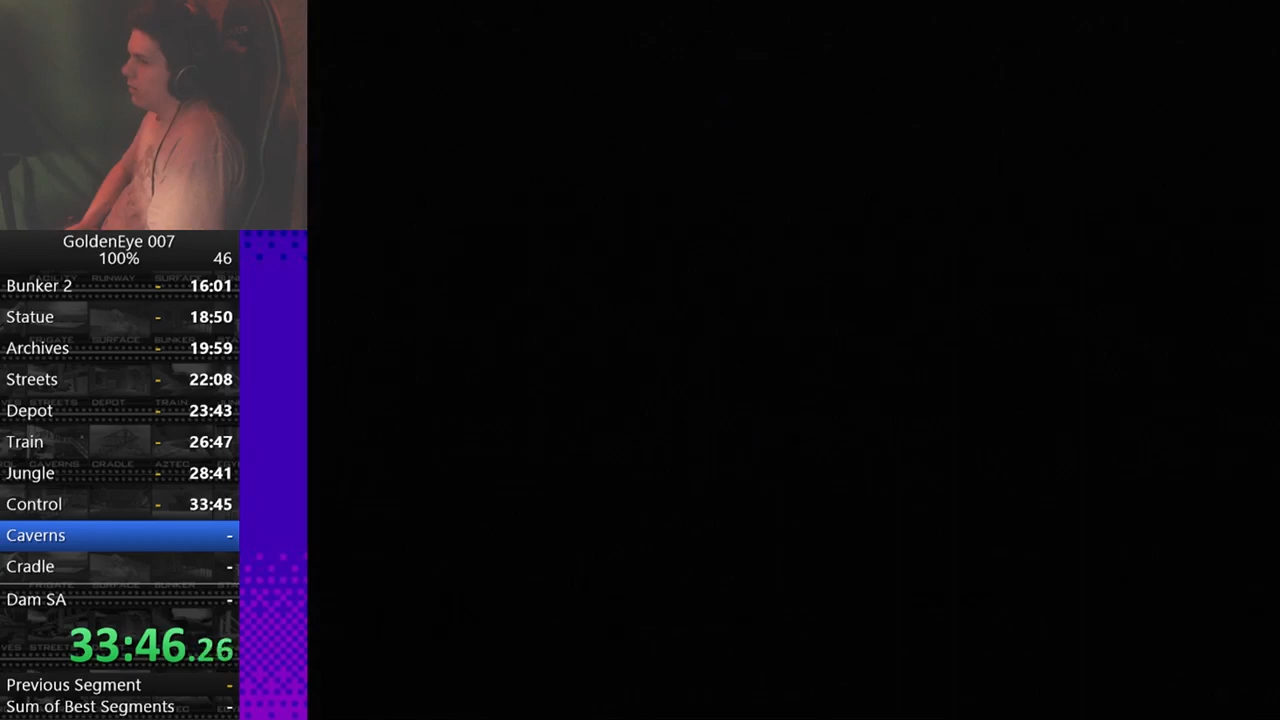 GoldenEye 007
100% 46
Bunker 2 - 16:01
Statue - 18:50
Archives - 19:59
Streets - 22:08
Depot - 23:43
Train - 26:47
Jungle - 28:41
Control - 33:45
Caverns -
Cradle -
Dam SA -
33:46.26
Previous Segment -
Sum of Best Segments -